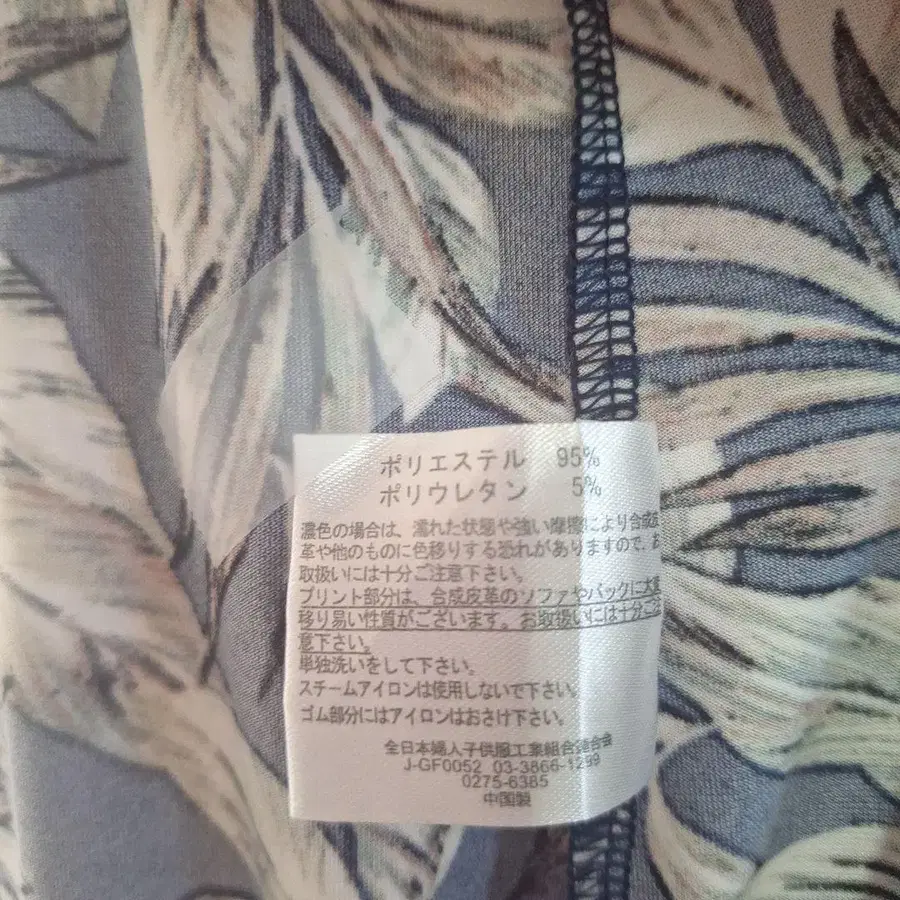 ポリエステル 95%
ポリウレタン 5%
濃色の場合は、濡れた状態や強い摩擦により合成皮
革や他のものに色移りする恐れがありますので、お
取扱いには十分ご注意下さい。
プリント部分は、合成皮革のソファやバックに大変
移り易い性質がございます。お取扱いには十分ご注
意下さい。
単独洗いをして下さい。
スチームアイロンは使用しないで下さい。
ゴム部分にはアイロンはおさけ下さい。
全日本婦人子供服工業組合連合会
J-GF0052 03-3866-1299
0275-6385
中国製